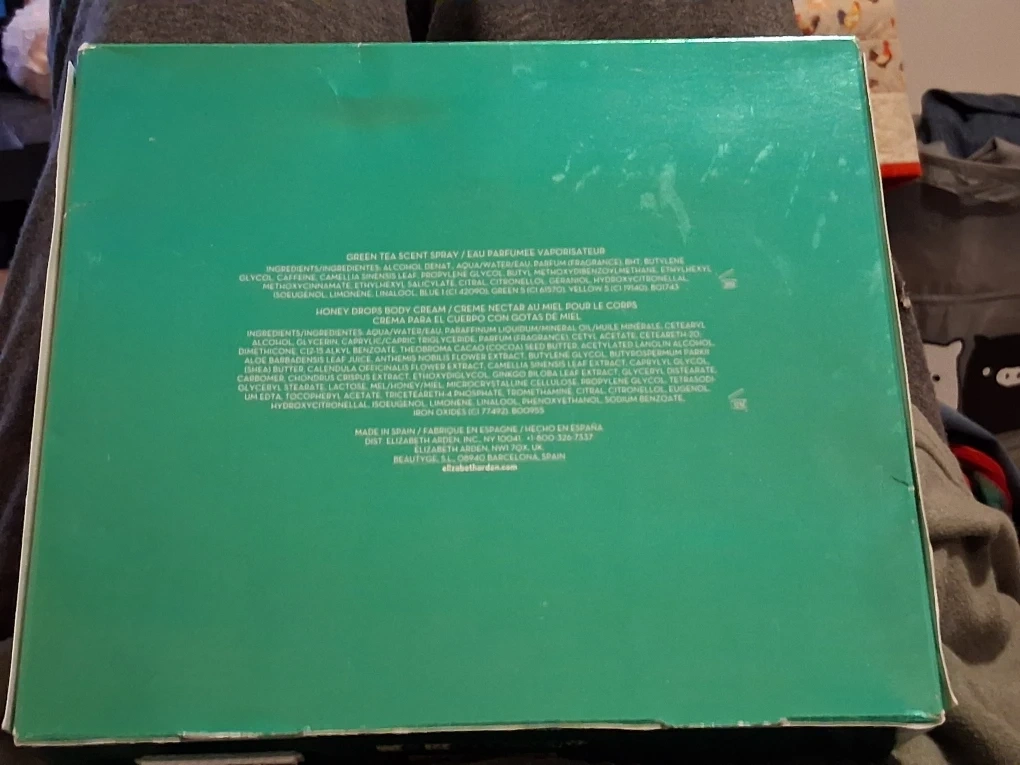 GREEN TEA SCENT SPRAY / EAU PARFUMEE VAPORISATEUR
INGREDIENTS/INGREDIENTES: ALCOHOL DENAT., AQUA/WATER/EAU, PARFUM (FRAGRANCE), BHT, BUTYLENE
GLYCOL, CAFFEINE, CAMELLIA SINENSIS LEAF, PROPYLENE GLYCOL, BUTYL METHOXYDIBENZOYLMETHANE, ETHYLHEXYL
METHOXYCINNAMATE, ETHYLHEXYL SALICYLATE, CITRAL, CITRONELLOL, GERANIOL, HYDROXYCITRONELLAL,
ISOEUGENOL, LIMONENE, LINALOOL, BLUE 1 (CI 42090), GREEN 5 (CI 61570), YELLOW 5 (CI 19140). BO1743
HONEY DROPS BODY CREAM / CREME NECTAR AU MIEL POUR LE CORPS
CREMA PARA EL CUERPO CON GOTAS DE MIEL
INGREDIENTS/INGREDIENTES: AQUA/WATER/EAU, PARAFFINUM LIQUIDUM/MINERAL OIL/HUILE MINERALE, CETEARYL
ALCOHOL, GLYCERIN, CAPRYLIC/CAPRIC TRIGLYCERIDE, PARFUM (FRAGRANCE), CETYL ACETATE, CETEARETH-20,
DIMETHICONE, C12-15 ALKYL BENZOATE, THEOBROMA CACAO (COCOA) SEED BUTTER, ACETYLATED LANOLIN ALCOHOL,
ALOE BARBADENSIS LEAF JUICE, ANTHEMIS NOBILIS FLOWER EXTRACT, BUTYLENE GLYCOL, BUTYROSPERMUM PARKII
(SHEA) BUTTER, CALENDULA OFFICINALIS FLOWER EXTRACT, CAMELLIA SINENSIS LEAF EXTRACT, CAPRYLYL GLYCOL,
CARBOMER, CHONDRUS CRISPUS EXTRACT, ETHOXYDIGLYCOL, GINKGO BILOBA LEAF EXTRACT, GLYCERYL DISTEARATE,
GLYCERYL STEARATE, LACTOSE, MEL/HONEY/MIEL, MICROCRYSTALLINE CELLULOSE, PROPYLENE GLYCOL, TETRASODI-
UM EDTA, TOCOPHERYL ACETATE, TRICETEARETH-4 PHOSPHATE, TROMETHAMINE, CITRAL, CITRONELLOL, EUGENOL,
HYDROXYCITRONELLAL, ISOEUGENOL, LIMONENE, LINALOOL, PHENOXYETHANOL, SODIUM BENZOATE,
IRON OXIDES (CI 77492). BO0955
MADE IN SPAIN / FABRIQUE EN ESPAGNE / HECHO EN ESPAÑA
DIST. ELIZABETH ARDEN, INC., NY 10041, +1-800-326-7337
ELIZABETH ARDEN, NW1 7QX, UK.
BEAUTYGE, S.L., 08940 BARCELONA, SPAIN
elizabetharden.com